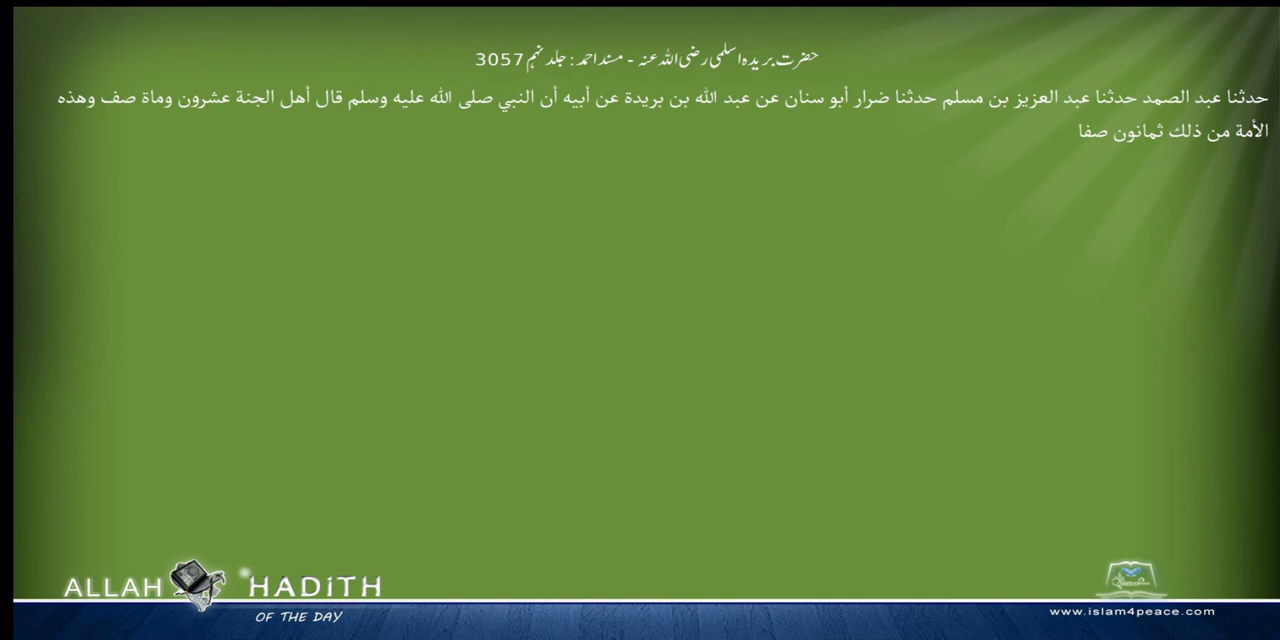 حضرت بریدہ اسلمی رضی اللہ عنہ - مسند احمد: جلد نہم 3057
حدثنا عبد الصمد حدثنا عبد العزيز بن مسلم حدثنا ضرار أبو سنان عن عبد الله بن بريدة عن أبيه أن النبي صلى الله عليه وسلم قال أهل الجنة عشرون وماة صف وهذه
الأمة من ذلك ثمانون صفا
ALLAH HADITH
OF THE DAY
www.islam4peace.com